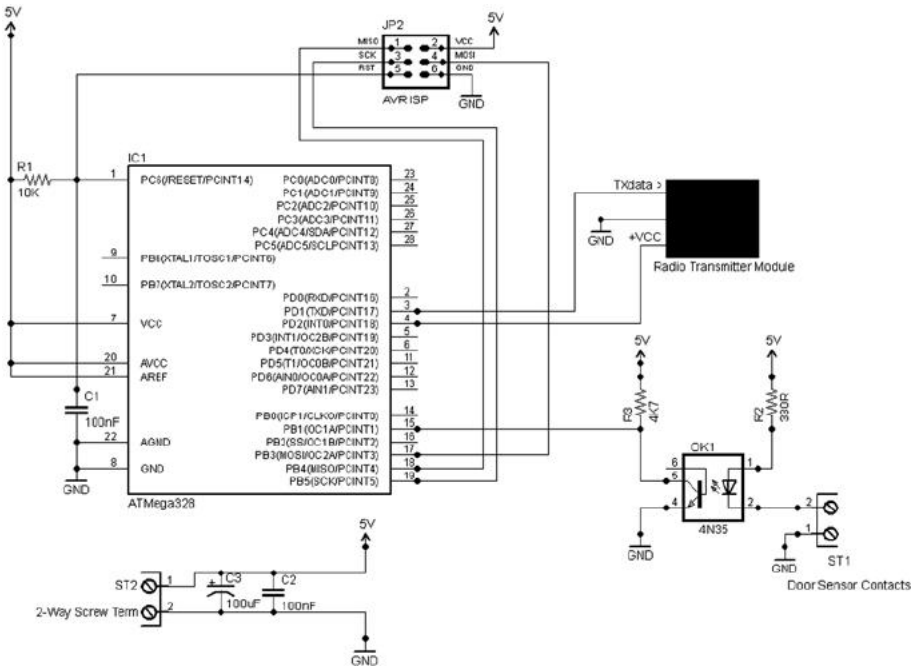 5V
JP2
5V
MISO 1 2 VCC
SCK 3 4 MOSI
RST 5 6 GND
AVR ISP
GND
IC1
R1
10K
1 PC6(/RESET/PCINT14)
9 PB6(XTAL1/TOSC1/PCINT6)
10 PB7(XTAL2/TOSC2/PCINT7)
7 VCC
20 AVCC
21 AREF
22 AGND
8 GND
PC0(ADC0/PCINT8) 23
PC1(ADC1/PCINT9) 24
PC2(ADC2/PCINT10) 25
PC3(ADC3/PCINT11) 26
PC4(ADC4/SDA/PCINT12) 27
PC5(ADC5/SCL/PCINT13) 28
PD0(RXD/PCINT16) 2
PD1(TXD/PCINT17) 3
PD2(INT0/PCINT18) 4
PD3(INT1/OC2B/PCINT19) 5
PD4(T0/XCK/PCINT20) 6
PD5(T1/OC0B/PCINT21) 11
PD6(AIN0/OC0A/PCINT22) 12
PD7(AIN1/PCINT23) 13
PB0(ICP1/CLKO/PCINT0) 14
PB1(OC1A/PCINT1) 15
PB2(SS/OC1B/PCINT2) 16
PB3(MOSI/OC2A/PCINT3) 17
PB4(MISO/PCINT4) 18
PB5(SCK/PCINT5) 19
ATMega328
C1
100nF
GND
TXdata >
GND
+VCC
Radio Transmitter Module
5V
5V
R3
4K7
R2
330R
OK1
6
5
4
1
2
4N35
GND
2
1
GND
ST1
Door Sensor Contacts
5V
ST2
1
2
2-Way Screw Term
+
C3
100uF
C2
100nF
GND